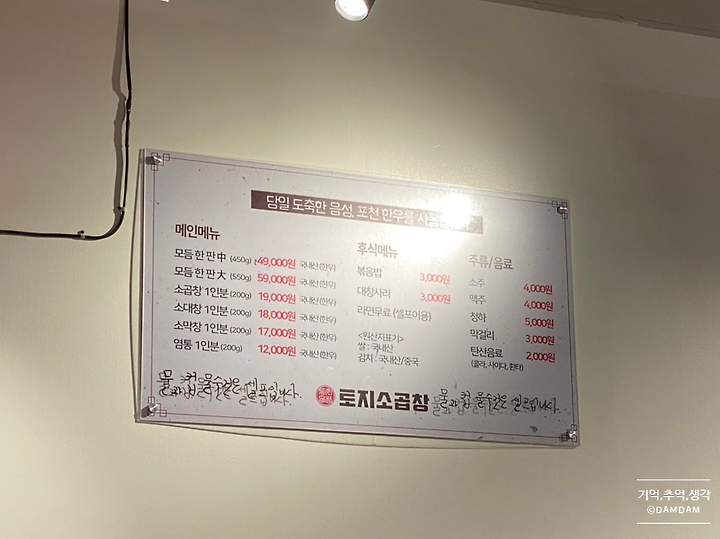 당일 도축한 음성, 포천 한우를
메인메뉴
모듬 한 판 中 (450g) 49,000원 국내산 (한우)
모듬 한 판 大 (550g) 59,000원 국내산 (한우)
소곱창 1인분 (200g) 19,000원 국내산 (한우)
소대창 1인분 (200g) 18,000원 국내산 (한우)
소막창 1인분 (200g) 17,000원 국내산 (한우)
염통 1인분 (200g) 12,000원 국내산 (한우)
후식메뉴
볶음밥 3,000원
대창사리 3,000원
라면무료 (셀프이용)
<원산지표기>
쌀 : 국내산
김치 : 국내산/중국
주류/음료
소주 4,000원
맥주 4,000원
청하 5,000원
막걸리 3,000원
탄산음료 2,000원
(콜라, 사이다, 환타)
물과 컵, 물수건은 셀프입니다.
토지소곱창
물과 컵, 물수건은 셀프입니다.
기억,추억,생각
©DAMDAM